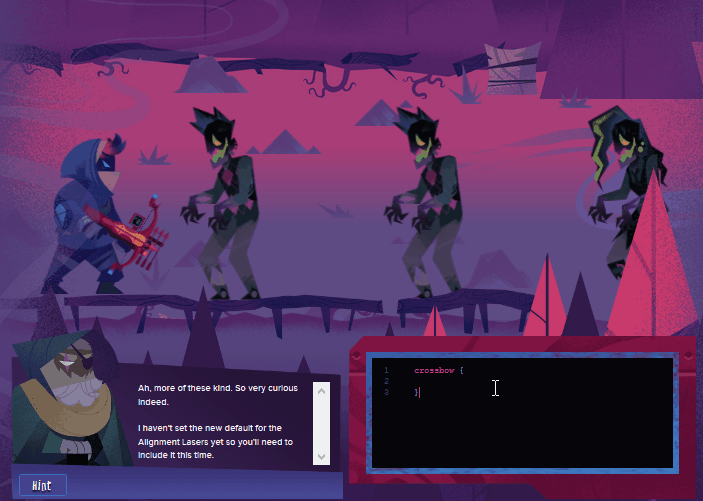 Ah, more of these kind. So very curious
indeed.
I haven't set the new default for the
Alignment Lasers yet so you'll need to
include it this time.
Hint
1 crossbow {
2
3 }